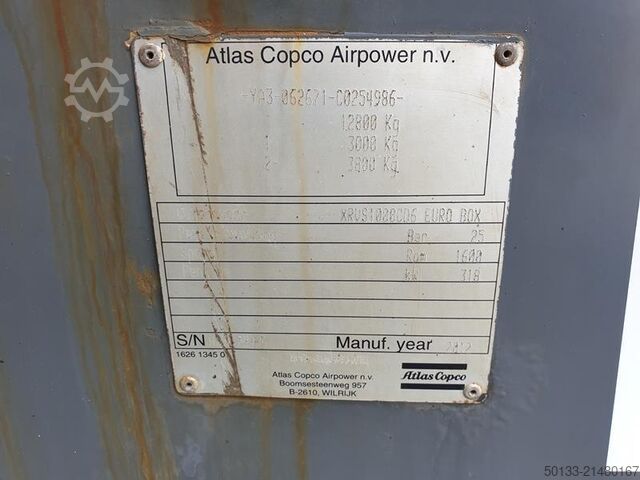 Atlas Copco Airpower n.v.
-YA3-062671-C0254986-
12800 Kg
1 3000 Kg
2- 3800 Kg
XRVS1000CD6 EURO BOX
Bar 25
Rpm 1600
kW 318
S/N Manuf. year
1626 1345 0
Atlas Copco Airpower n.v.
Boomsesteenweg 957
B-2610, WILRIJK
Atlas Copco
50133-21480167